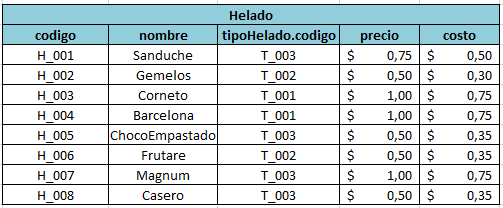 Helado
codigo nombre tipoHelado.codigo precio costo
H_001 Sanduche T_003 $ 0,75 $ 0,50
H_002 Gemelos T_002 $ 0,50 $ 0,30
H_003 Corneto T_001 $ 1,00 $ 0,75
H_004 Barcelona T_001 $ 1,00 $ 0,75
H_005 ChocoEmpastado T_003 $ 0,50 $ 0,35
H_006 Frutare T_002 $ 0,50 $ 0,35
H_007 Magnum T_003 $ 1,00 $ 0,75
H_008 Casero T_003 $ 0,50 $ 0,35